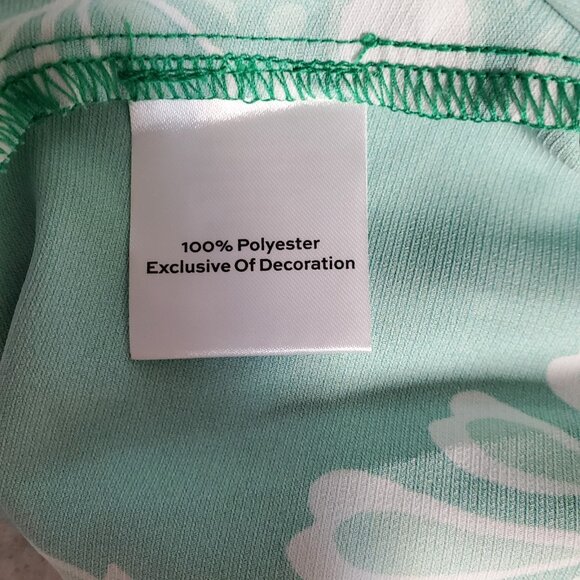 100% Polyester
Exclusive Of Decoration